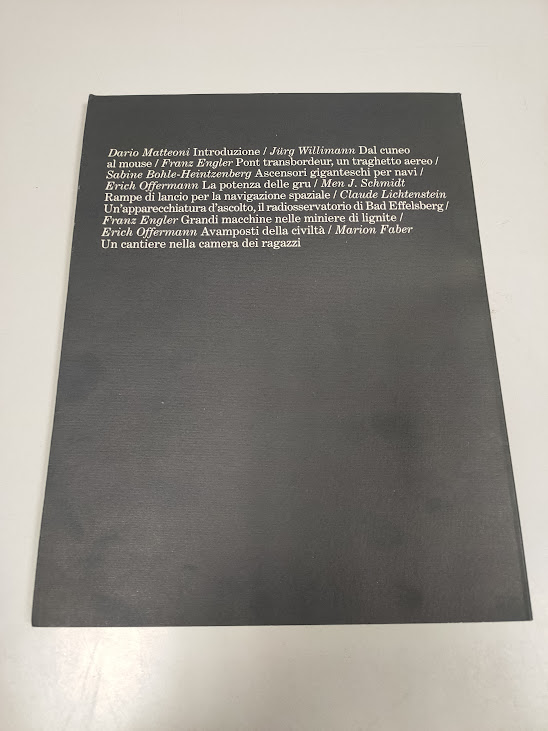 Dario Matteoni Introduzione / Jürg Willimann Dal cuneo
al mouse / Franz Engler Pont transbordeur, un traghetto aereo /
Sabine Bohle-Heintzenberg Ascensori giganteschi per navi /
Erich Offermann La potenza delle gru / Men J. Schmidt
Rampe di lancio per la navigazione spaziale / Claude Lichtenstein
Un'apparecchiatura d'ascolto, il radiosservatorio di Bad Effelsberg /
Franz Engler Grandi macchine nelle miniere di lignite /
Erich Offermann Avamposti della civiltà / Marion Faber
Un cantiere nella camera dei ragazzi